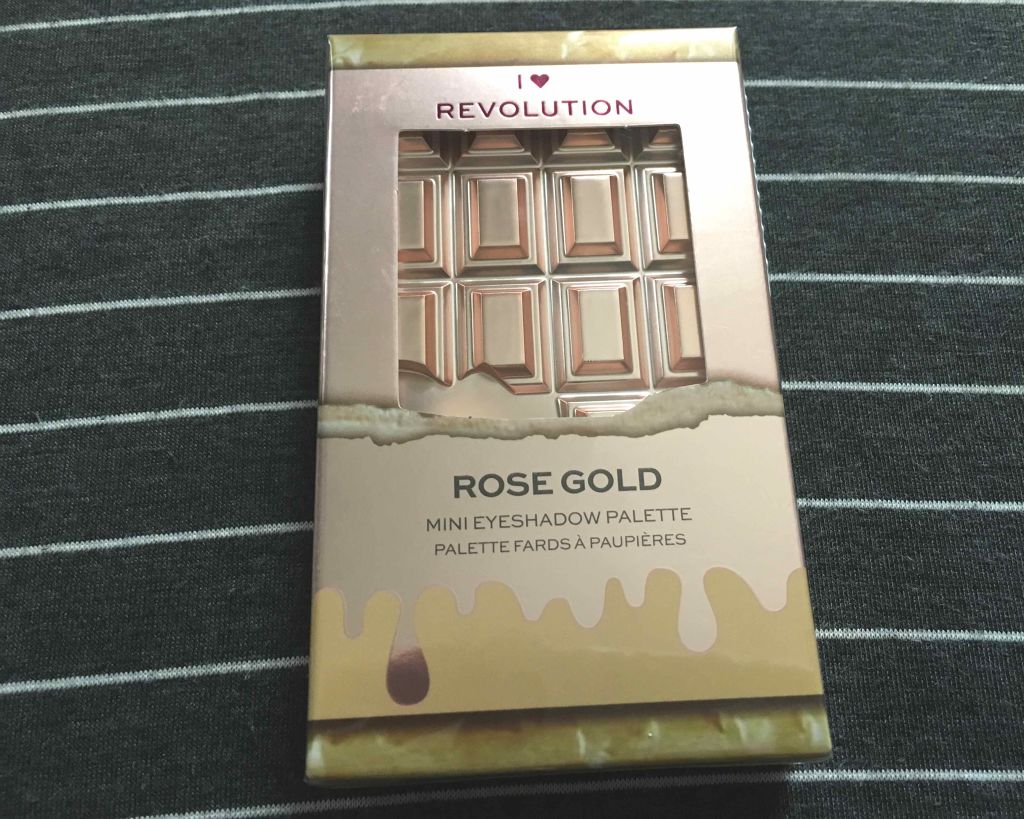 I ♥
REVOLUTION
ROSE GOLD
MINI EYESHADOW PALETTE
PALETTE FARDS À PAUPIÈRES